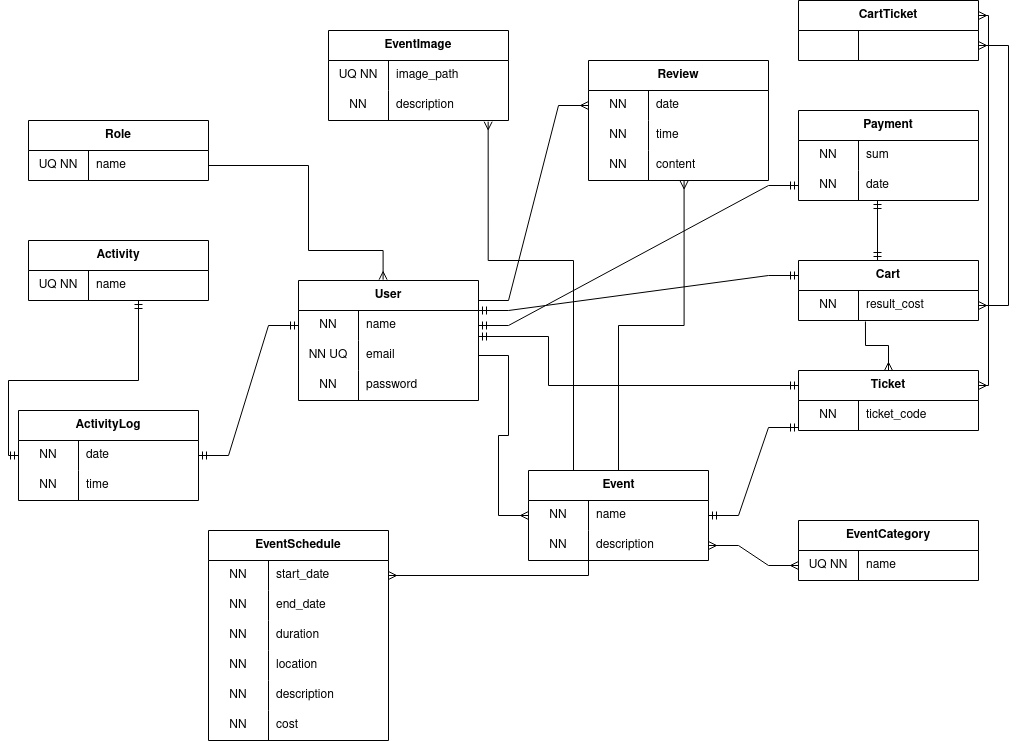 CartTicket
EventImage
UQ NN image_path
NN description
Review
NN date
NN time
NN content
Payment
NN sum
NN date
Role
UQ NN name
Activity
UQ NN name
User
NN name
NN UQ email
NN password
Cart
NN result_cost
Ticket
NN ticket_code
ActivityLog
NN date
NN time
Event
NN name
NN description
EventCategory
UQ NN name
EventSchedule
NN start_date
NN end_date
NN duration
NN location
NN description
NN cost